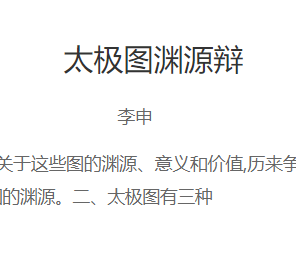 太极图渊源辩
李申
关于这些图的渊源、意义和价值,历来争
的渊源。二、太极图有三种